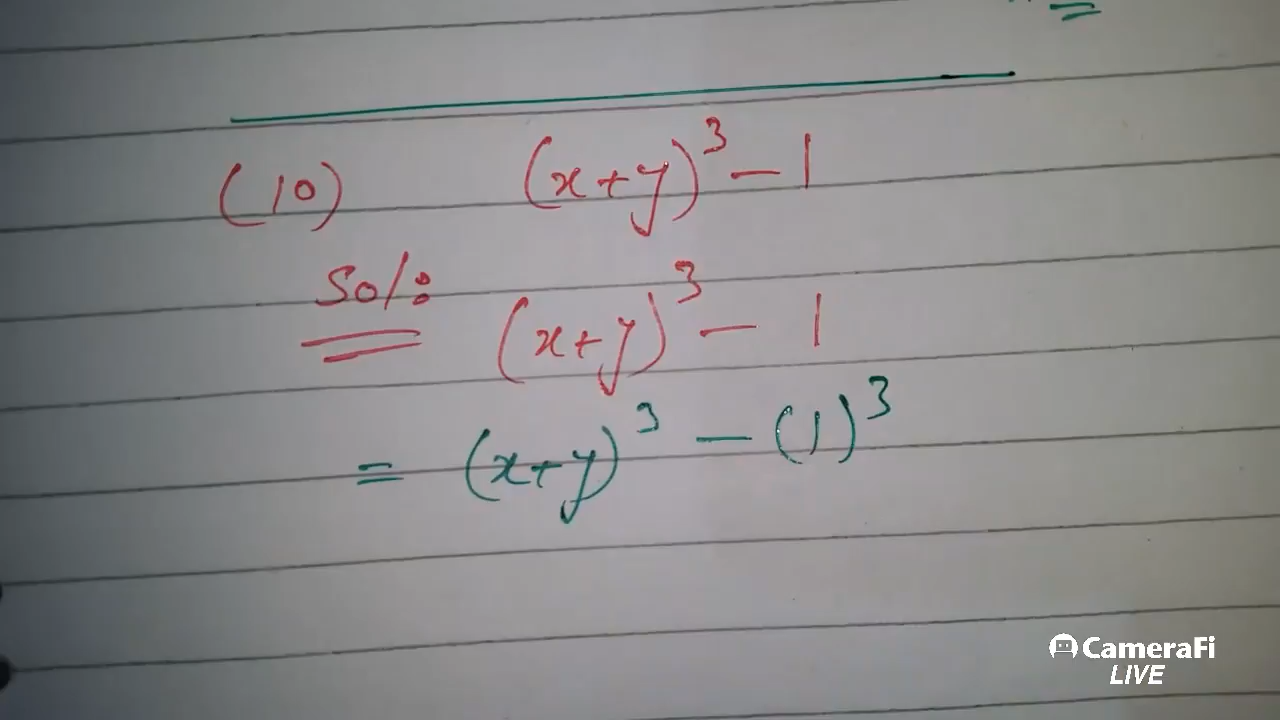 (10) (x+y)³ - 1
Sol: (x+y)³ - 1
= (x+y)³ - (1)³
CameraFi
LIVE